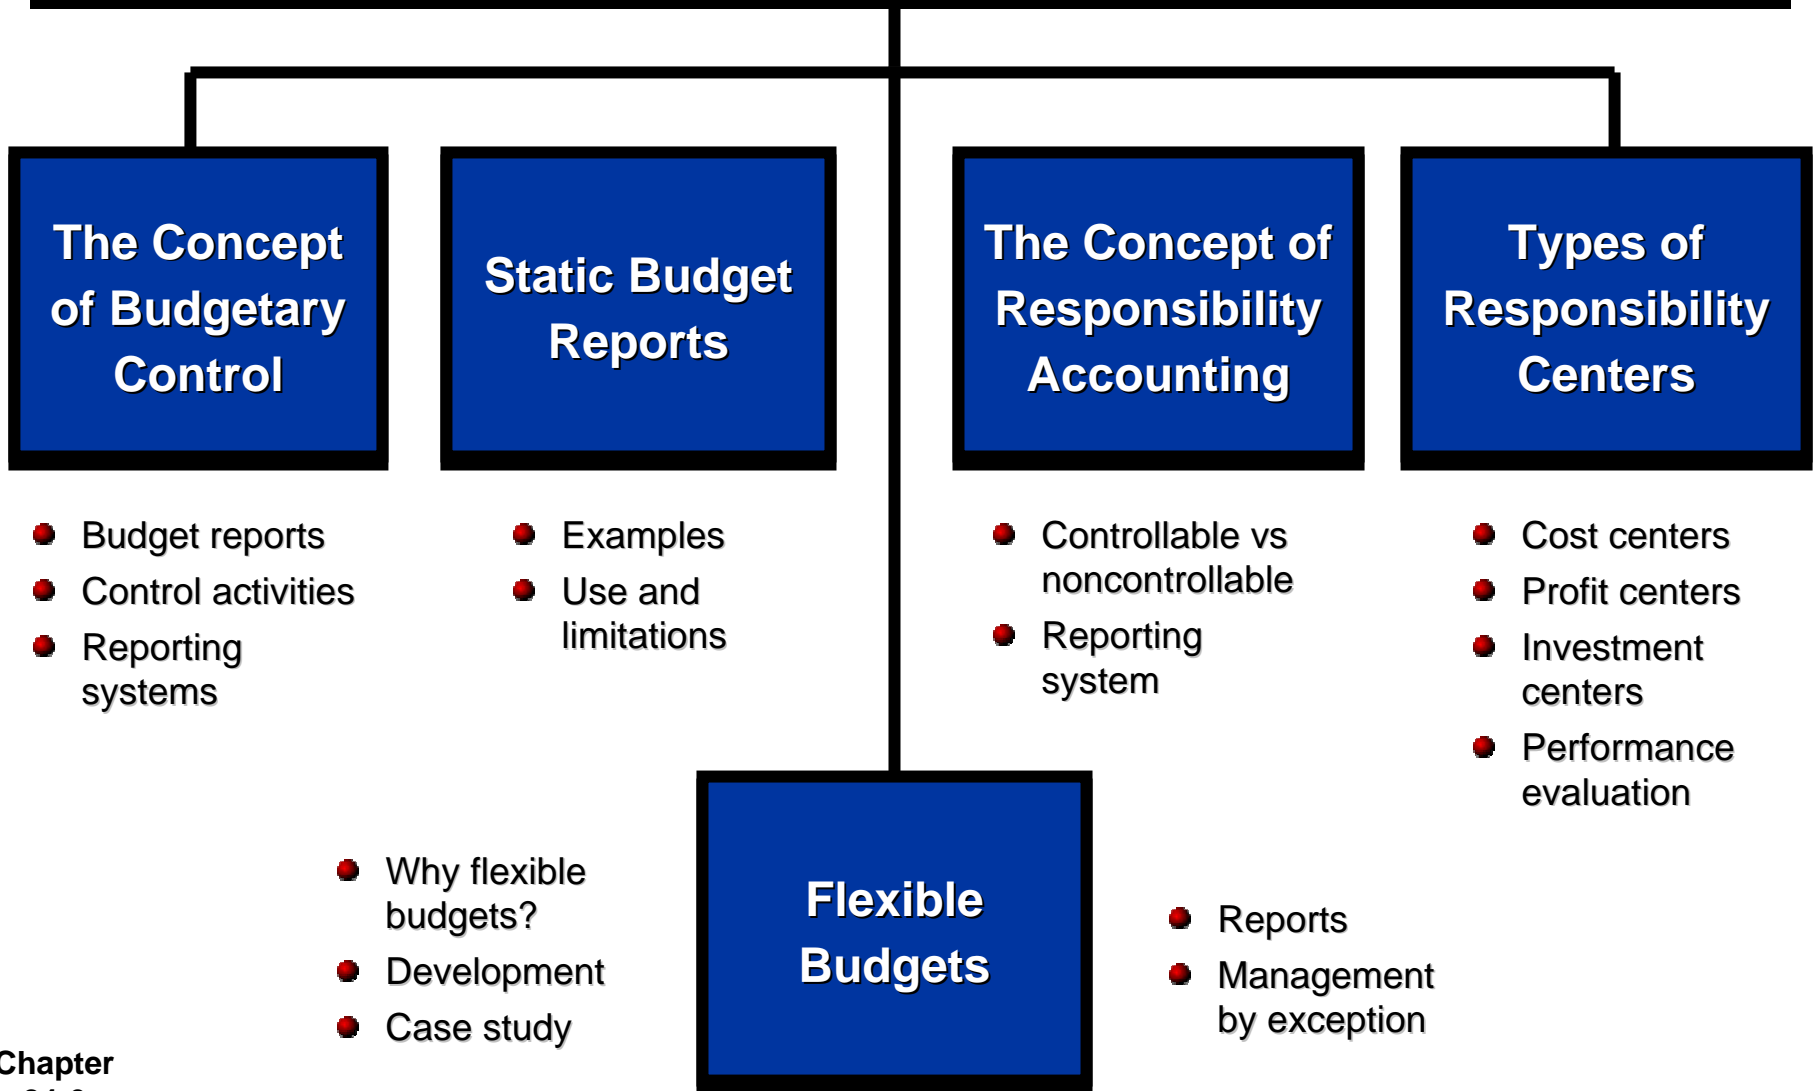 The Concept
of Budgetary
Control
Static Budget
Reports
The Concept of
Responsibility
Accounting
Types of
Responsibility
Centers
Budget reports
Control activities
Reporting
systems
Examples
Use and
limitations
Controllable vs
noncontrollable
Reporting
system
Cost centers
Profit centers
Investment
centers
Performance
evaluation
Why flexible
budgets?
Development
Case study
Flexible
Budgets
Reports
Management
by exception
Chapter